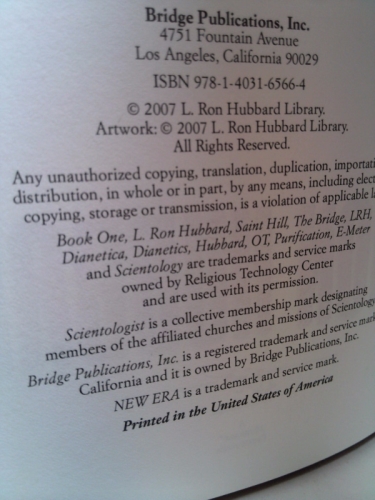 Bridge Publications, Inc.
4751 Fountain Avenue
Los Angeles, California 90029
ISBN 978-1-4031-6566-4
© 2007 L. Ron Hubbard Library.
Artwork: © 2007 L. Ron Hubbard Library.
All Rights Reserved.
Any unauthorized copying, translation, duplication,
distribution, in whole or in part, by any means, including
copying, storage or transmission, is a violation of applicable
Book One, L. Ron Hubbard, Saint Hill, The Bridge, LRH,
Dianetica, Dianetics, Hubbard, OT, Purification, E-Meter
and Scientology are trademarks and service marks
owned by Religious Technology Center
and are used with its permission.
Scientologist is a collective membership mark designating
members of the affiliated churches and missions of Scientology
Bridge Publications, Inc. is a registered trademark and service mark
California and it is owned by Bridge Publications, Inc.
NEW ERA is a trademark and service mark.
Printed in the United States of America